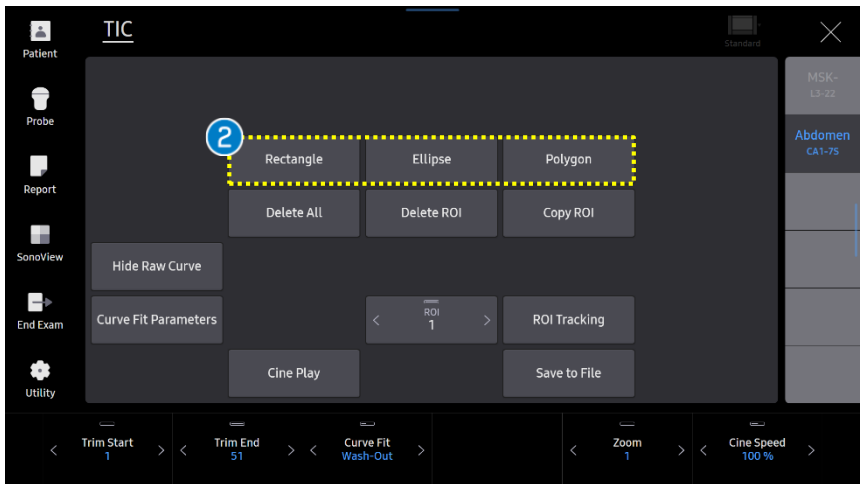 TIC
Standard
Patient
Probe
Report
SonoView
End Exam
Utility
MSK-
L3-22
Abdomen
CA1-7S
2
Rectangle
Ellipse
Polygon
Delete All
Delete ROI
Copy ROI
Hide Raw Curve
Curve Fit Parameters
< ROI >
1
ROI Tracking
Cine Play
Save to File
< Trim Start >
1
< Trim End >
51
< Curve Fit >
Wash-Out
< Zoom >
1
< Cine Speed >
100 %